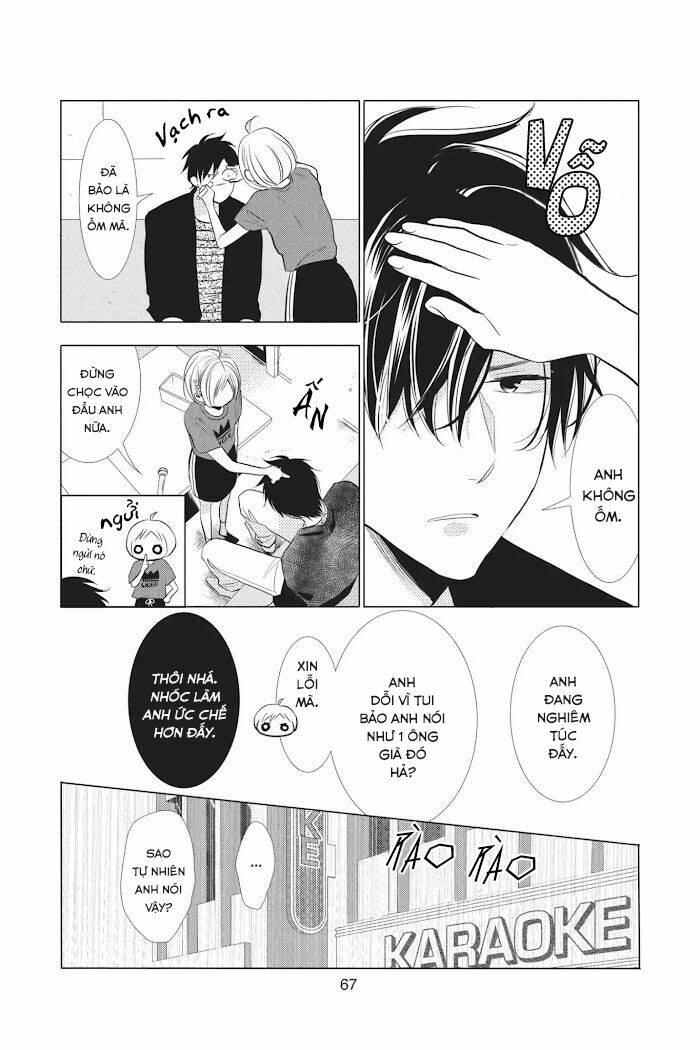 VỖ
ANH
KHÔNG
ỐM.
Vạch ra
ĐÃ
BẢO LÀ
KHÔNG
ỐM MÀ.
ĐỪNG
CHỌC VÀO
ĐẦU ANH
NỮA.
ẤN
ngửi
Đừng
ngửi nó
chứ.
ANH
ĐANG
NGHIÊM
TÚC
ĐẤY.
ANH
DỖI VÌ TUI
BẢO ANH NÓI
NHƯ 1 ÔNG
GIÀ ĐÓ
HẢ?
XIN
LỖI
MÀ.
THÔI NHÁ.
NHÓC LÀM
ANH ỨC CHẾ
HƠN ĐẤY.
RÀO RÀO
KARAOKE
KE
...
SAO
TỰ NHIÊN
ANH NÓI
VẬY?
67